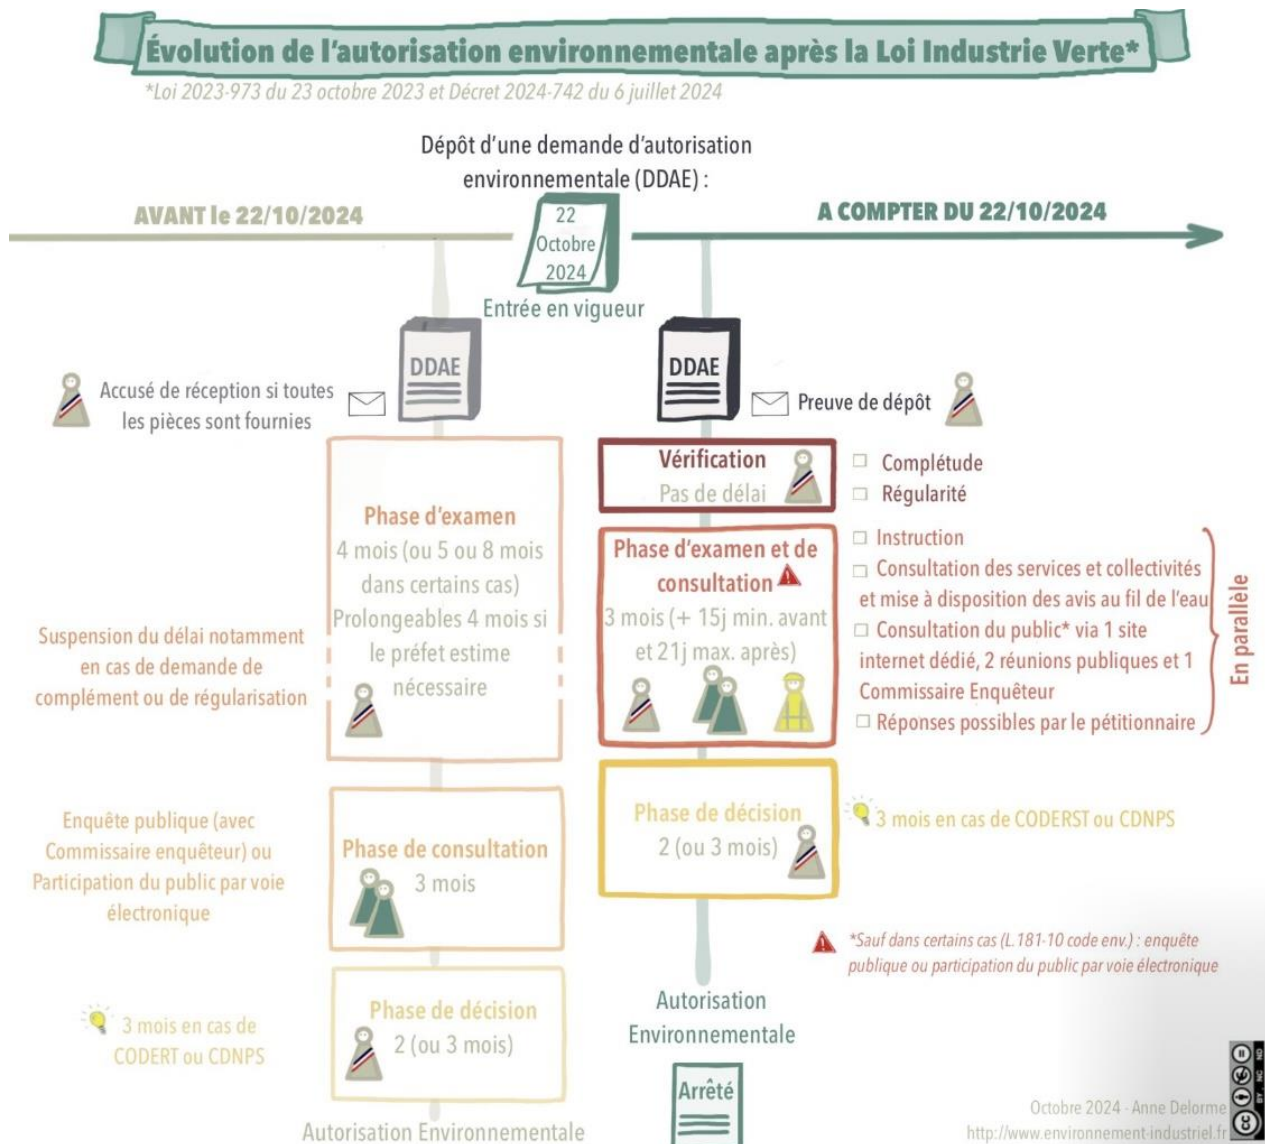 Évolution de l'autorisation environnementale après la Loi Industrie Verte*
*Loi 2023-973 du 23 octobre 2023 et Décret 2024-742 du 6 juillet 2024
Dépôt d'une demande d'autorisation
environnementale (DDAE) :
AVANT le 22/10/2024
22
Octobre
2024
A COMPTER DU 22/10/2024
Entrée en vigueur
DDAE
DDAE
Accusé de réception si toutes
les pièces sont fournies
Preuve de dépôt
Phase d'examen
4 mois (ou 5 ou 8 mois
dans certains cas)
Prolongeables 4 mois si
le préfet estime
nécessaire
Suspension du délai notamment
en cas de demande de
complément ou de régularisation
Enquête publique (avec
Commissaire enquêteur) ou
Participation du public par voie
électronique
Phase de consultation
3 mois
3 mois en cas de
CODERT ou CDNPS
Phase de décision
2 (ou 3 mois)
Autorisation Environnementale
Vérification
Pas de délai
Complétude
Régularité
Phase d'examen et de
consultation
3 mois (+ 15j min. avant
et 21j max. après)
Instruction
Consultation des services et collectivités
et mise à disposition des avis au fil de l'eau
Consultation du public* via 1 site
internet dédié, 2 réunions publiques et 1
Commissaire Enquêteur
Réponses possibles par le pétitionnaire
En parallèle
Phase de décision
2 (ou 3 mois)
3 mois en cas de CODERST ou CDNPS
*Sauf dans certains cas (L.181-10 code env.) : enquête
publique ou participation du public par voie électronique
Autorisation
Environnementale
Arrêté
Octobre 2024 - Anne Delorme
http://www.environnement-industriel.fr
cc
BY NC ND